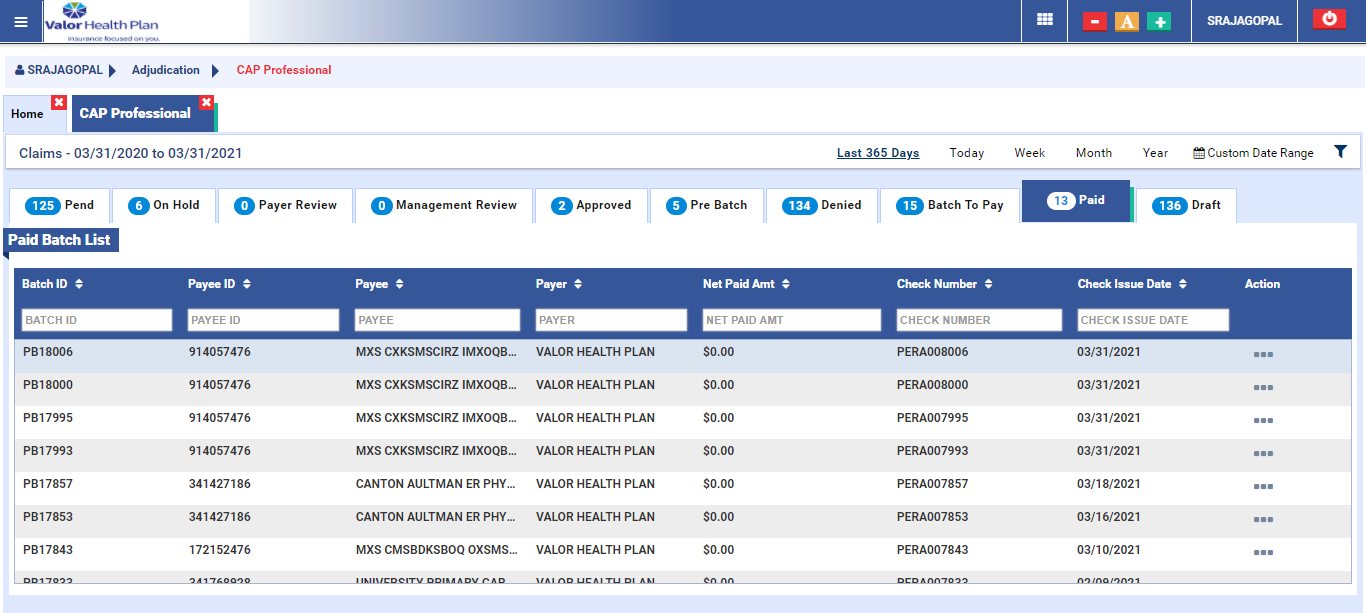 Valor Health Plan
Insurance focused on you.
A
SRAJAGOPAL
SRAJAGOPAL Adjudication CAP Professional
Home CAP Professional
Claims - 03/31/2020 to 03/31/2021 Last 365 Days Today Week Month Year Custom Date Range
125 Pend 6 On Hold 0 Payer Review 0 Management Review 2 Approved 5 Pre Batch 134 Denied 15 Batch To Pay 13 Paid 136 Draft
Paid Batch List
Batch ID Payee ID Payee Payer Net Paid Amt Check Number Check Issue Date Action
BATCH ID PAYEE ID PAYEE PAYER NET PAID AMT CHECK NUMBER CHECK ISSUE DATE
PB18006 914057476 MXS CXKSMSCIRZ IMXOQB... VALOR HEALTH PLAN $0.00 PERA008006 03/31/2021
PB18000 914057476 MXS CXKSMSCIRZ IMXOQB... VALOR HEALTH PLAN $0.00 PERA008000 03/31/2021
PB17995 914057476 MXS CXKSMSCIRZ IMXOQB... VALOR HEALTH PLAN $0.00 PERA007995 03/31/2021
PB17993 914057476 MXS CXKSMSCIRZ IMXOQB... VALOR HEALTH PLAN $0.00 PERA007993 03/31/2021
PB17857 341427186 CANTON AULTMAN ER PHY... VALOR HEALTH PLAN $0.00 PERA007857 03/18/2021
PB17853 341427186 CANTON AULTMAN ER PHY... VALOR HEALTH PLAN $0.00 PERA007853 03/16/2021
PB17843 172152476 MXS CMSBDKSBOQ OXSMS... VALOR HEALTH PLAN $0.00 PERA007843 03/10/2021
PB17833 341768928 UNIVERSITY PRIMARY CAR... VALOR HEALTH PLAN $0.00 PERA007833 02/09/2021